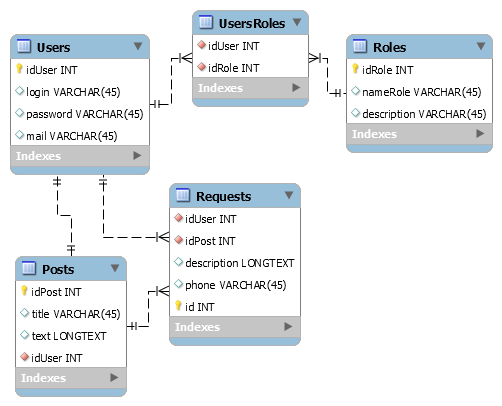 UsersRoles
idUser INT
idRole INT
Indexes
Users
idUser INT
login VARCHAR(45)
password VARCHAR(45)
mail VARCHAR(45)
Indexes
Roles
idRole INT
nameRole VARCHAR(45)
description VARCHAR(45)
Indexes
Requests
idUser INT
idPost INT
description LONGTEXT
phone VARCHAR(45)
id INT
Indexes
Posts
idPost INT
title VARCHAR(45)
text LONGTEXT
idUser INT
Indexes